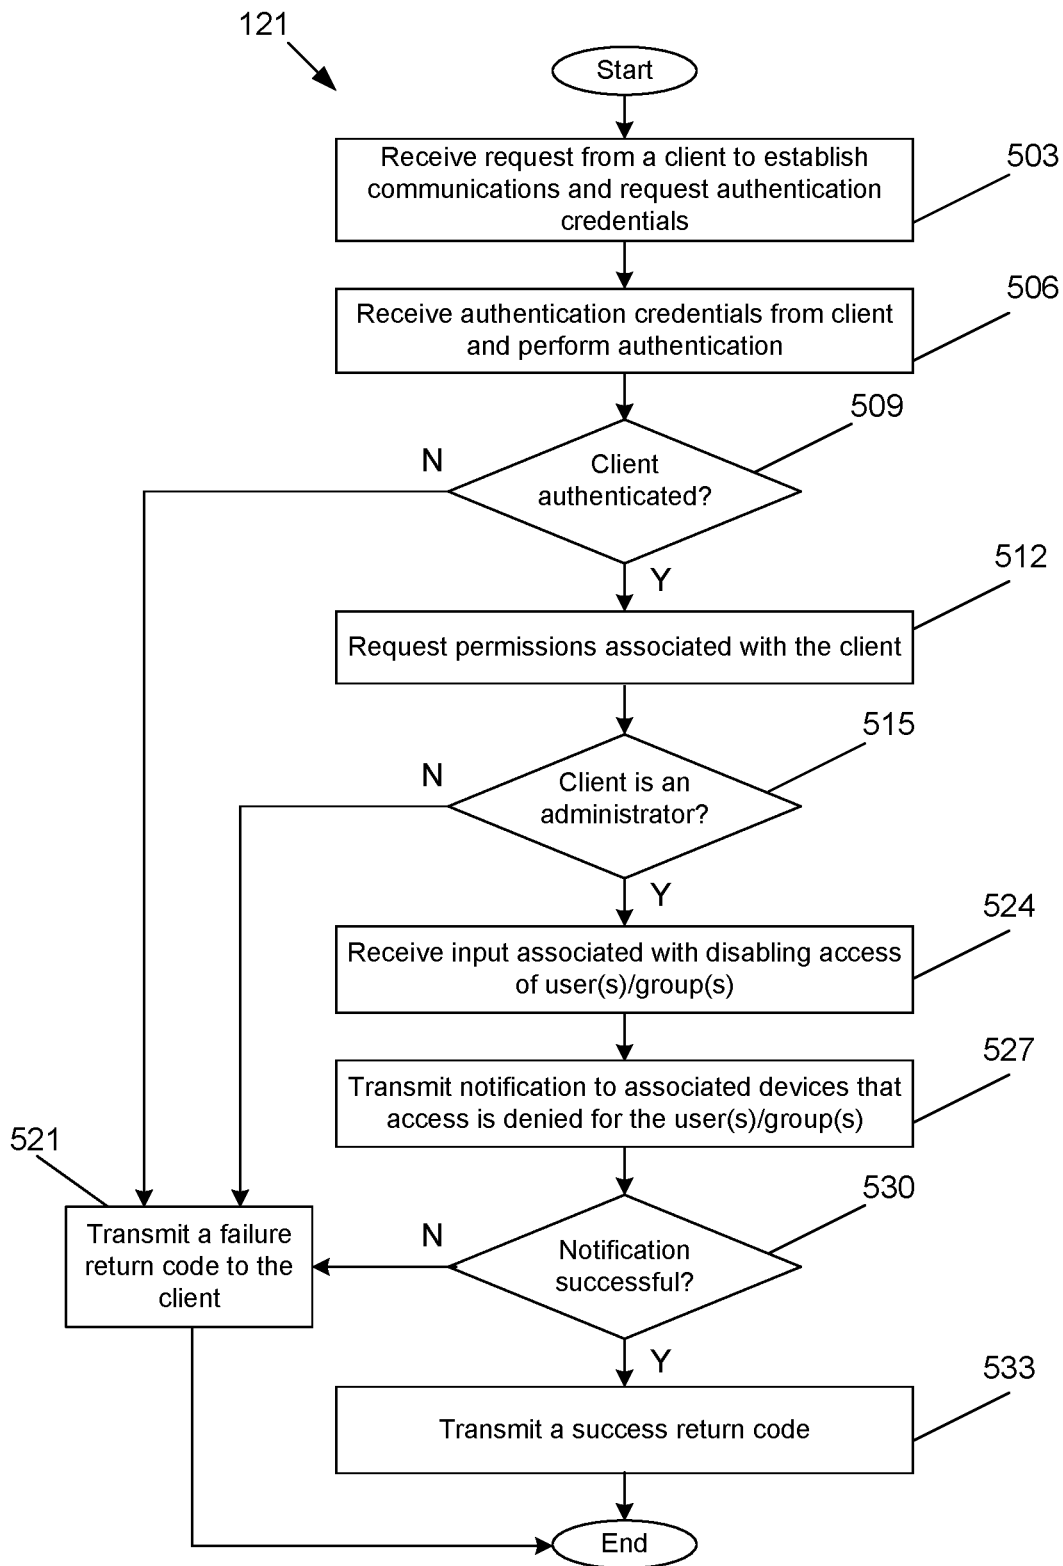 121
Start
Receive request from a client to establish
communications and request authentication
credentials
503
Receive authentication credentials from client
and perform authentication
506
Client
authenticated?
509
N
Y
Request permissions associated with the client
512
Client is an
administrator?
515
N
Y
Receive input associated with disabling access
of user(s)/group(s)
524
Transmit notification to associated devices that
access is denied for the user(s)/group(s)
527
Notification
successful?
530
N
521
Transmit a failure
return code to the
client
Y
Transmit a success return code
533
End